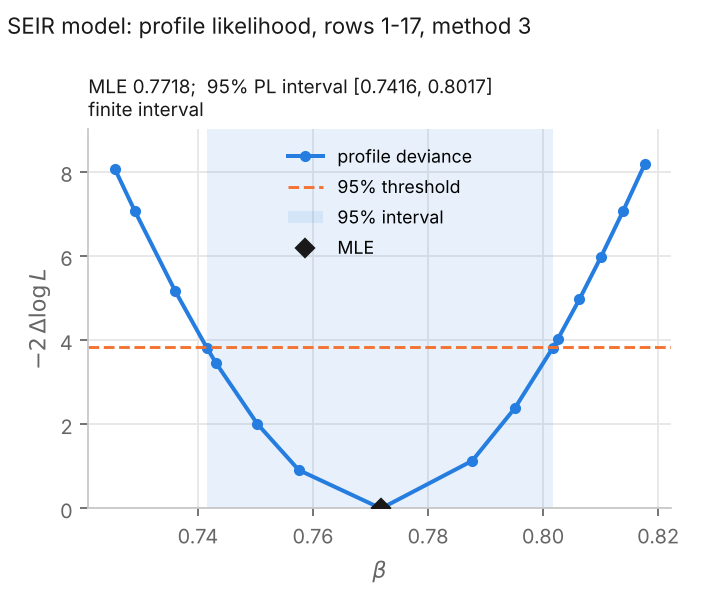 SEIR model: profile likelihood, rows 1-17, method 3
MLE 0.7718;  95% PL interval [0.7416, 0.8017]
finite interval
profile deviance
95% threshold
95% interval
MLE
8
6
4
2
0
−2 Δlog L
0.74 0.76 0.78 0.80 0.82
β